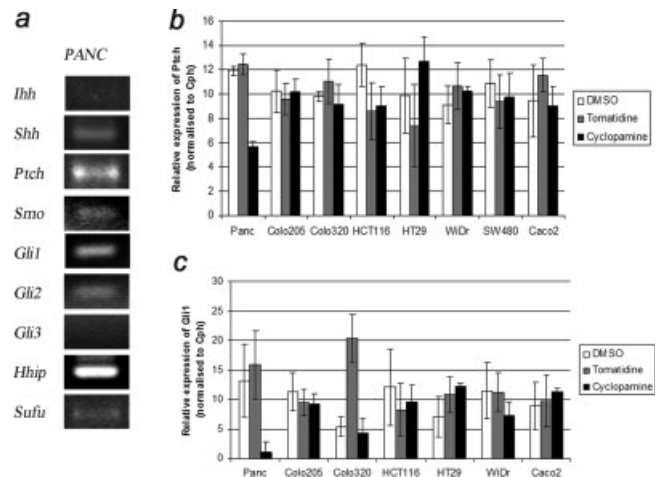 a
PANC
Ihh
Shh
Ptch
Smo
Gli1
Gli2
Gli3
Hhip
Sufu
b
Relative expression of Ptch
(normalised to Cph)
16
14
12
10
8
6
4
2
0
Panc Colo205 Colo320 HCT116 HT29 WiDr SW480 Caco2
DMSO
Tomatidine
Cyclopamine
c
Relative expression of Gli1
(normalised to Cph)
30
25
20
15
10
5
0
Panc Colo205 Colo320 HCT116 HT29 WiDr Caco2
DMSO
Tomatidine
Cyclopamine